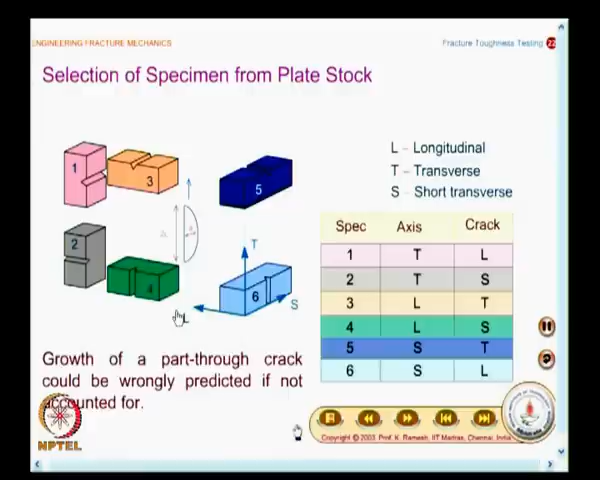 ENGINEERING FRACTURE MECHANICS
Fracture Toughness Testing 22
Selection of Specimen from Plate Stock
L - Longitudinal
T - Transverse
S - Short transverse
1
3
5
2
4
6
T
S
L
Spec Axis Crack
1 T L
2 T S
3 L T
4 L S
5 S T
6 S L
Growth of a part-through crack
could be wrongly predicted if not
accounted for.
NPTEL
Copyright © 2003, Prof. K. Ramesh, IIT Madras, Chennai, India